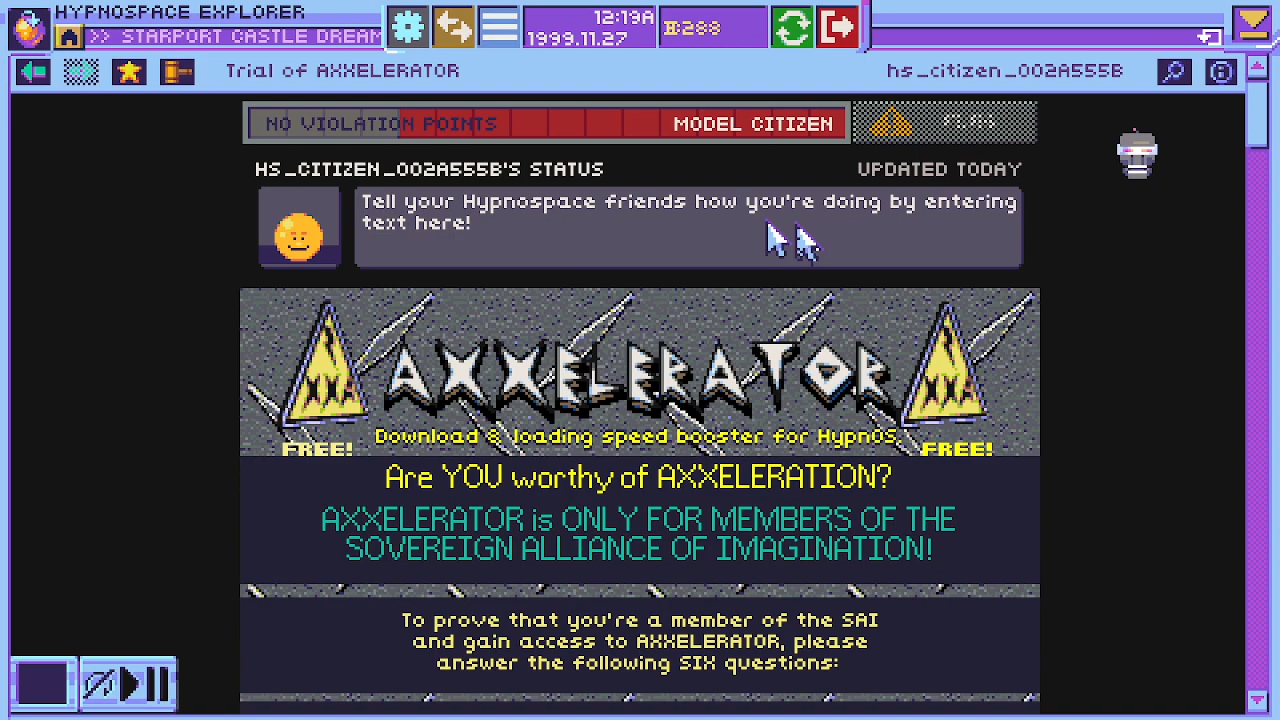 HYPNOSPACE EXPLORER
>> STARPORT CASTLE DREAM
12:19A
1999.11.27
288
Trial of AXXELERATOR
hs_citizen_002A555B
NO VIOLATION POINTS
MODEL CITIZEN
HS_CITIZEN_002A555B'S STATUS
UPDATED TODAY
Tell your Hypnospace friends how you're doing by entering
text here!
AXXELERATOR
Download & loading speed booster for HypnOS.
FREE!
FREE!
Are YOU worthy of AXXELERATION?
AXXELERATOR is ONLY FOR MEMBERS OF THE
SOVEREIGN ALLIANCE OF IMAGINATION!
To prove that you're a member of the SAI
and gain access to AXXELERATOR, please
answer the following SIX questions: